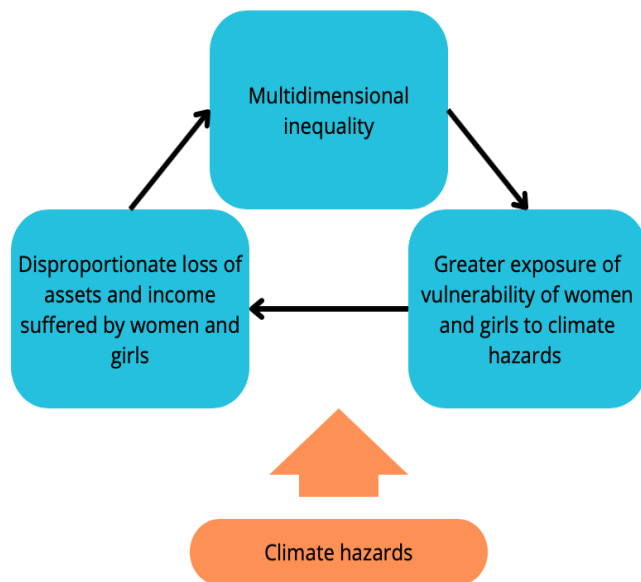 Multidimensional
inequality
Disproportionate loss of
assets and income
suffered by women and
girls
Greater exposure of
vulnerability of women
and girls to climate
hazards
Climate hazards